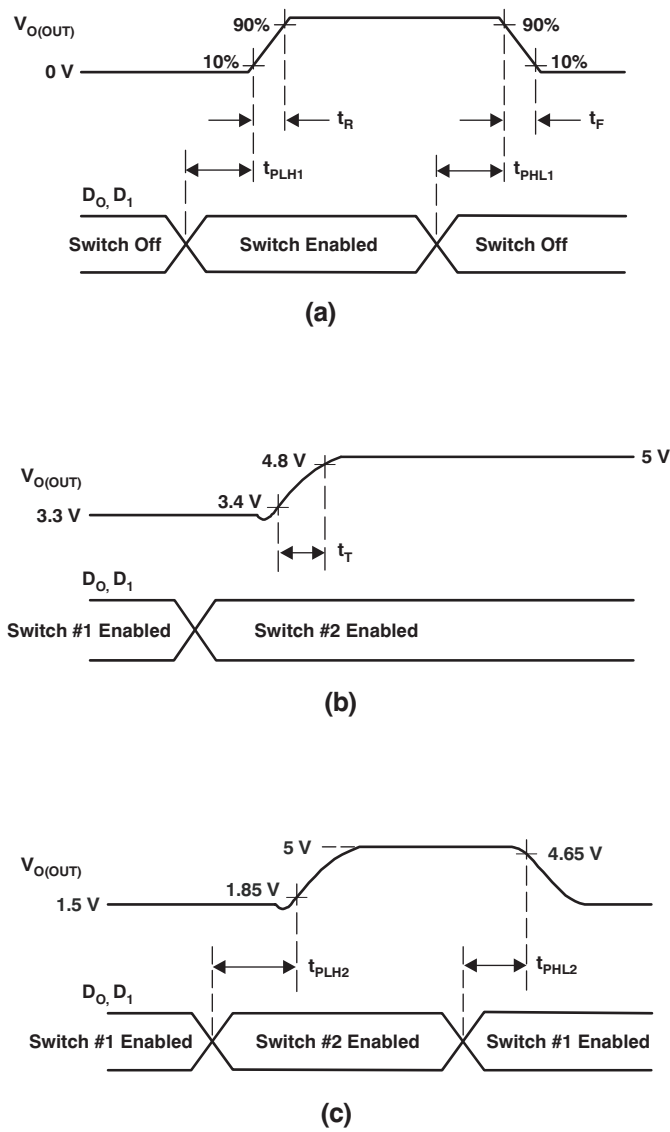 V_O(OUT)
90%
90%
10%
10%
0 V
t_R
t_F
t_PLH1
t_PHL1
D_O, D_1
Switch Off
Switch Enabled
Switch Off
(a)
4.8 V
5 V
V_O(OUT)
3.4 V
3.3 V
t_T
D_O, D_1
Switch #1 Enabled
Switch #2 Enabled
(b)
5 V
4.65 V
V_O(OUT)
1.85 V
1.5 V
t_PLH2
t_PHL2
D_O, D_1
Switch #1 Enabled
Switch #2 Enabled
Switch #1 Enabled
(c)